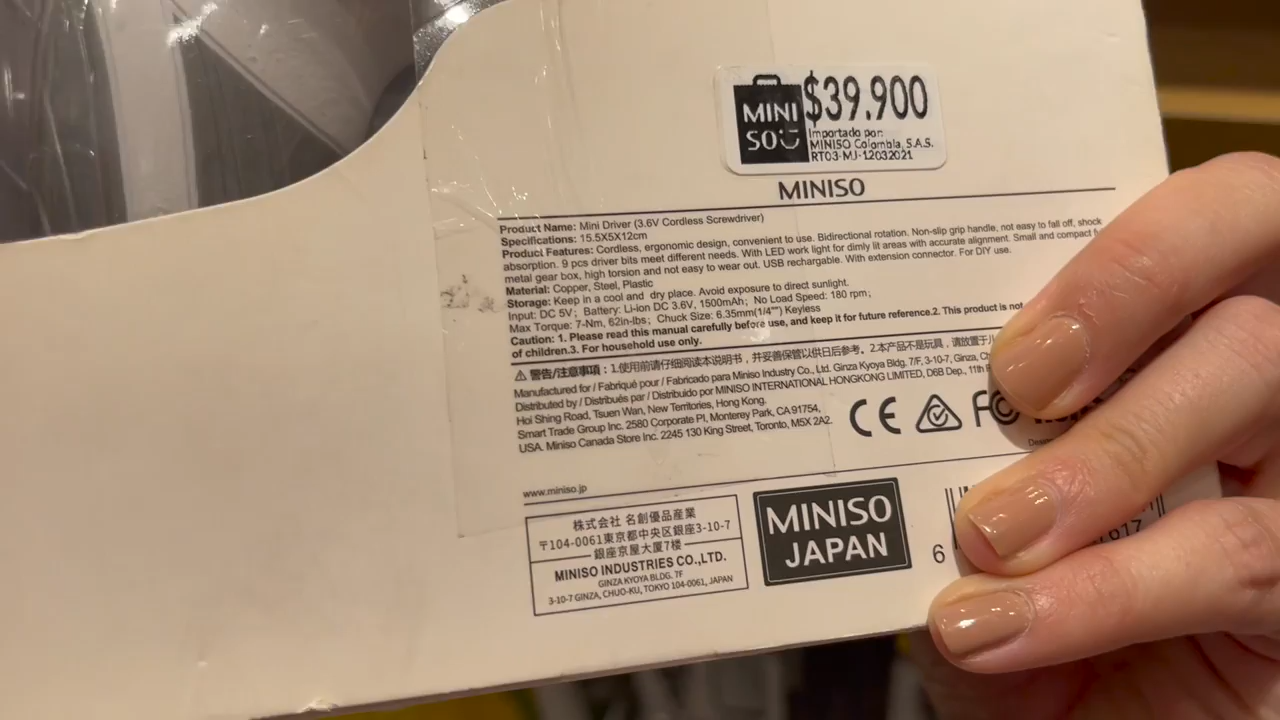 MINI
SO
$39.900
Importado por:
MINISO Colombia, S.A.S.
RT03-MJ-12032021
MINISO
Product Name: Mini Driver (3.6V Cordless Screwdriver)
Specifications: 15.5X5X12cm
Product Features: Cordless, ergonomic design, convenient to use. Bidirectional rotation. Non-slip grip handle, not easy to fall off, shock
absorption. 9 pcs driver bits meet different needs. With LED work light for dimly lit areas with accurate alignment. Small and compact
metal gear box, high torsion and not easy to wear out. USB rechargable. With extension connector. For DIY use.
Material: Copper, Steel, Plastic
Storage: Keep in a cool and dry place. Avoid exposure to direct sunlight.
Input: DC 5V; Battery: Li-ion DC 3.6V, 1500mAh; No Load Speed: 180 rpm;
Max Torque: 7-Nm, 62in-lbs; Chuck Size: 6.35mm(1/4"") Keyless
Caution: 1. Please read this manual carefully before use, and keep it for future reference.2. This product is not
of children.3. For household use only.
⚠ 警告/注意事項：1.使用前请仔细阅读本说明书，并妥善保管以供日后参考。2.本产品不是玩具，请放置于
Manufactured for / Fabriqué pour / Fabricado para Miniso Industry Co., Ltd. Ginza Kyoya Bldg. 7/F, 3-10-7, Ginza,
Distributed by / Distribués par / Distribuido por MINISO INTERNATIONAL HONGKONG LIMITED, D6B Dep., 11th
Hoi Shing Road, Tsuen Wan, New Territories, Hong Kong.
Smart Trade Group Inc. 2580 Corporate Pl, Monterey Park, CA 91754,
USA. Miniso Canada Store Inc. 2245 130 King Street, Toronto, M5X 2A2.
CE FC
www.miniso.jp
株式会社 名創優品産業
〒104-0061東京都中央区銀座3-10-7
銀座京屋大厦7楼
MINISO INDUSTRIES CO.,LTD.
GINZA KYOYA BLDG. 7F
3-10-7 GINZA, CHUO-KU, TOKYO 104-0061, JAPAN
MINISO
JAPAN
6